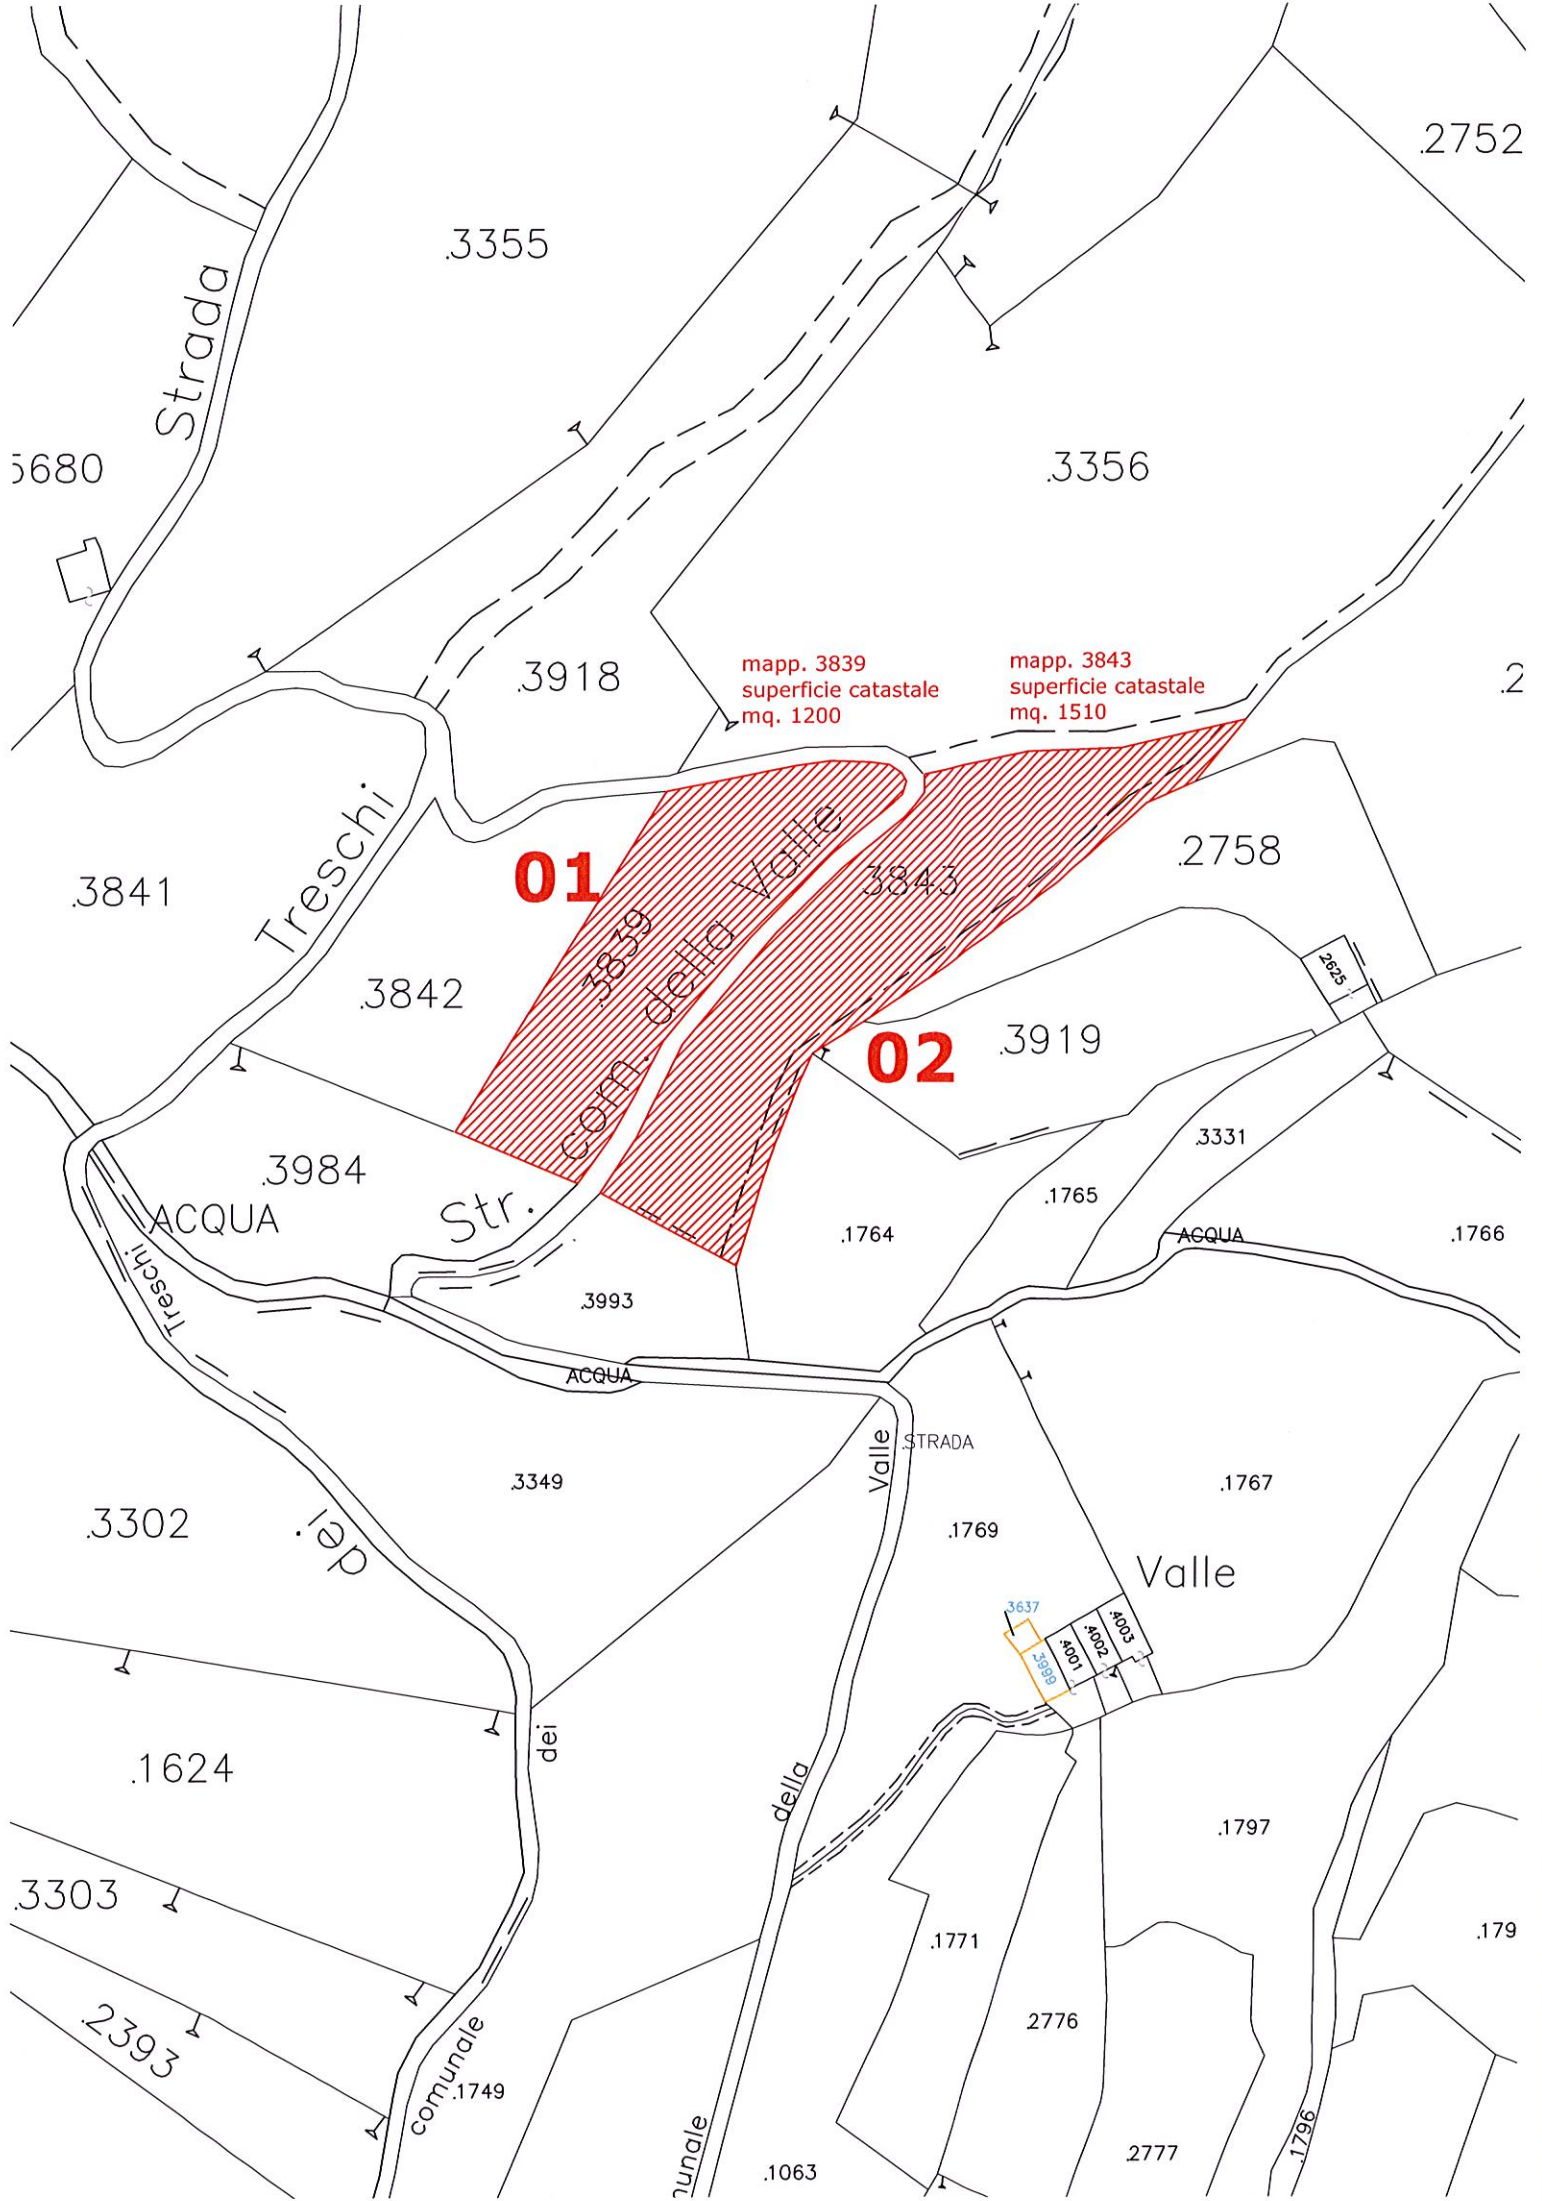 .2752
.3355
Strada
5680
.3356
.3918
mapp. 3839
superficie catastale
mq. 1200
mapp. 3843
superficie catastale
mq. 1510
.2
Treschi
.3841
01
.3839
Str. com. della Valle
3843
.2758
.3842
2625
02
.3919
.3984
ACQUA
Treschi
.3331
.1765
.1764
ACQUA
.1766
.3993
ACQUA
Valle
.STRADA
.3349
.1767
.3302
dei
.1769
Valle
3637
3999
.4001
.4002
.4003
dei
.1624
della
.1797
.3303
.1771
.179
.2393
comunale
.2776
.1749
nunale
.1063
.2777
.1796